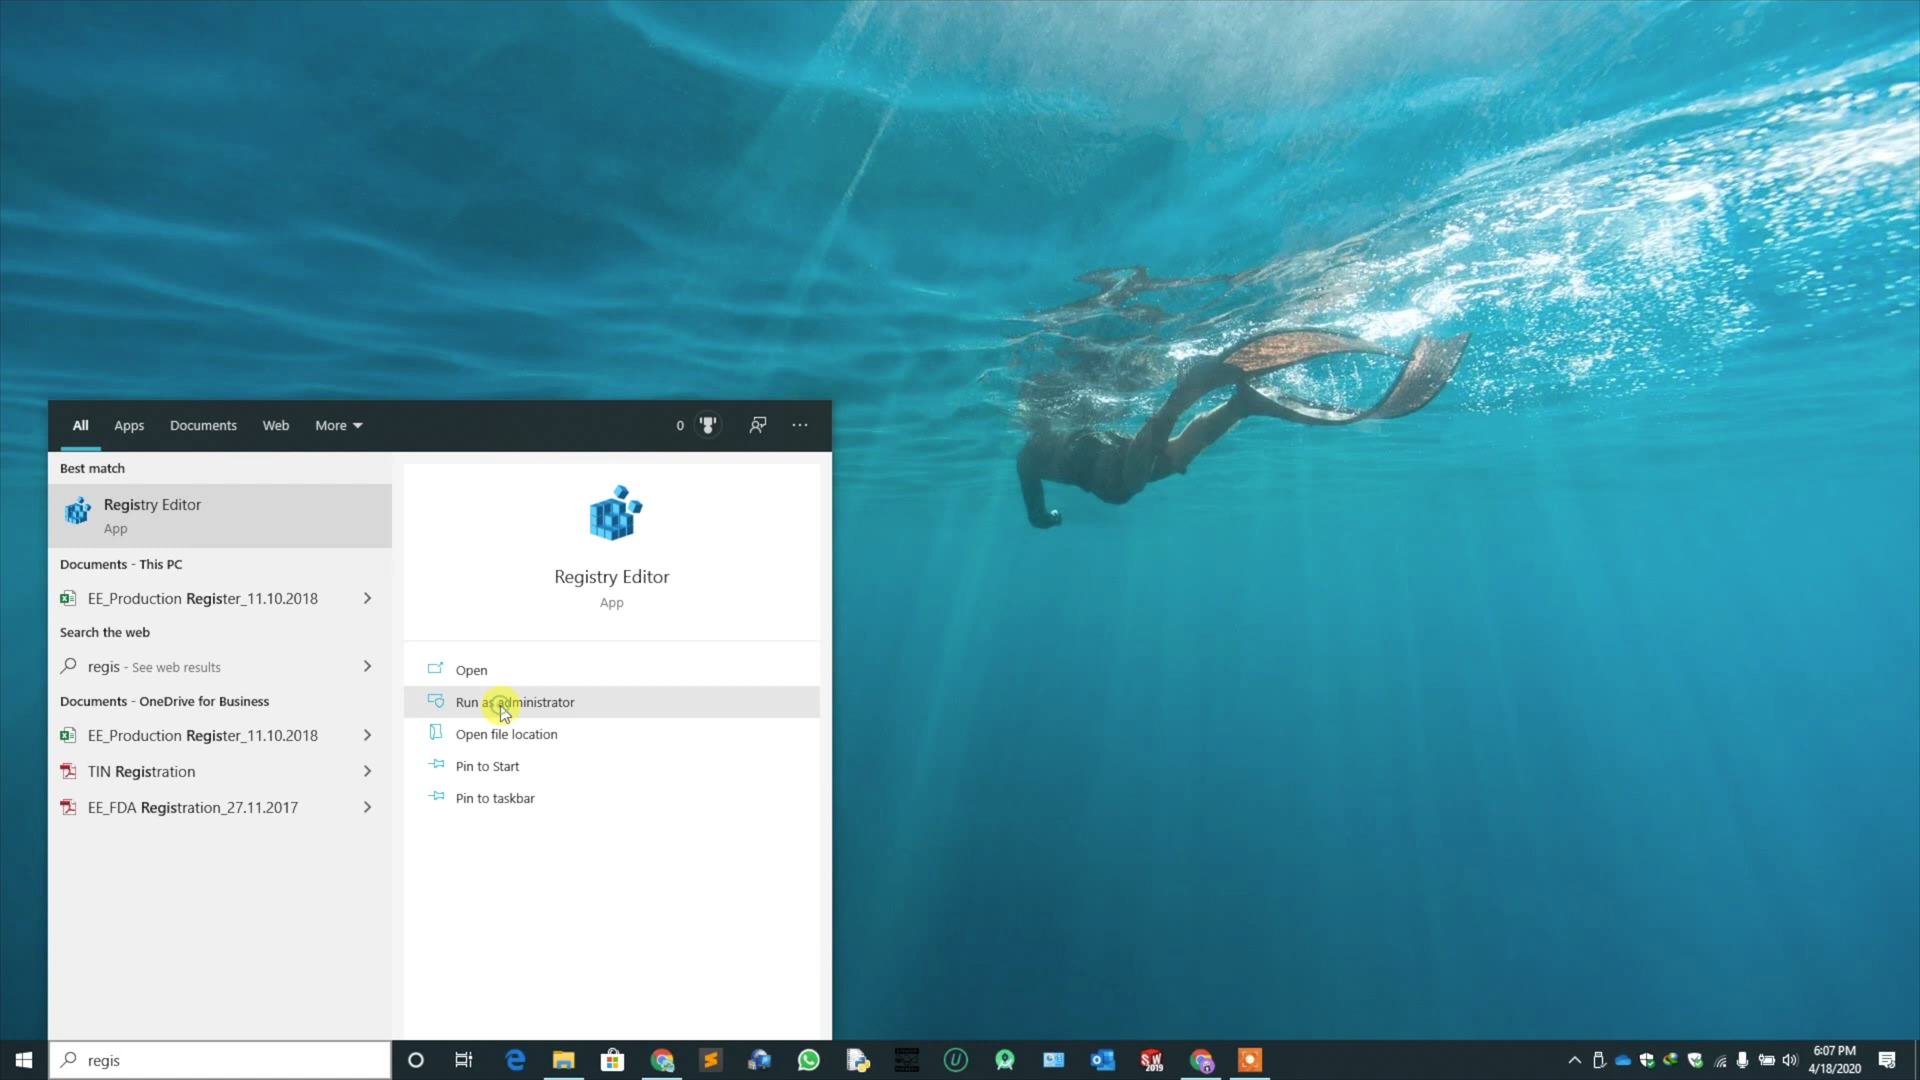 All Apps Documents Web More 0
Best match
Registry Editor
App
Documents - This PC
EE_Production Register_11.10.2018
Search the web
regis - See web results
Documents - OneDrive for Business
EE_Production Register_11.10.2018
TIN Registration
EE_FDA Registration_27.11.2017
Registry Editor
App
Open
Run as administrator
Open file location
Pin to Start
Pin to taskbar
regis
SW
2019
6:07 PM
4/18/2020